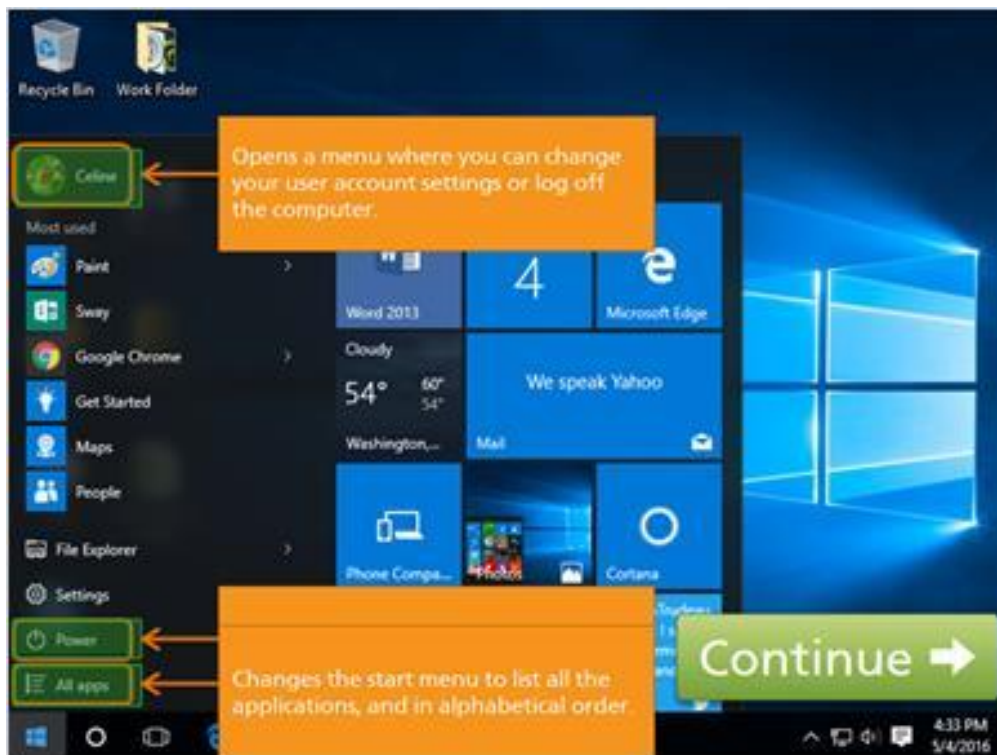 Recycle Bin
Work Folder
Opens a menu where you can change
your user account settings or log off
the computer.
Celine
Most used
Paint
Sway
Google Chrome
Get Started
Maps
People
File Explorer
Settings
Power
All apps
Word 2013
4
Microsoft Edge
Cloudy
54° 60°
54°
Washington,...
We speak Yahoo
Mail
Phone Compa...
Photos
Cortana
Changes the start menu to list all the
applications, and in alphabetical order.
Continue
4:33 PM
5/4/2016